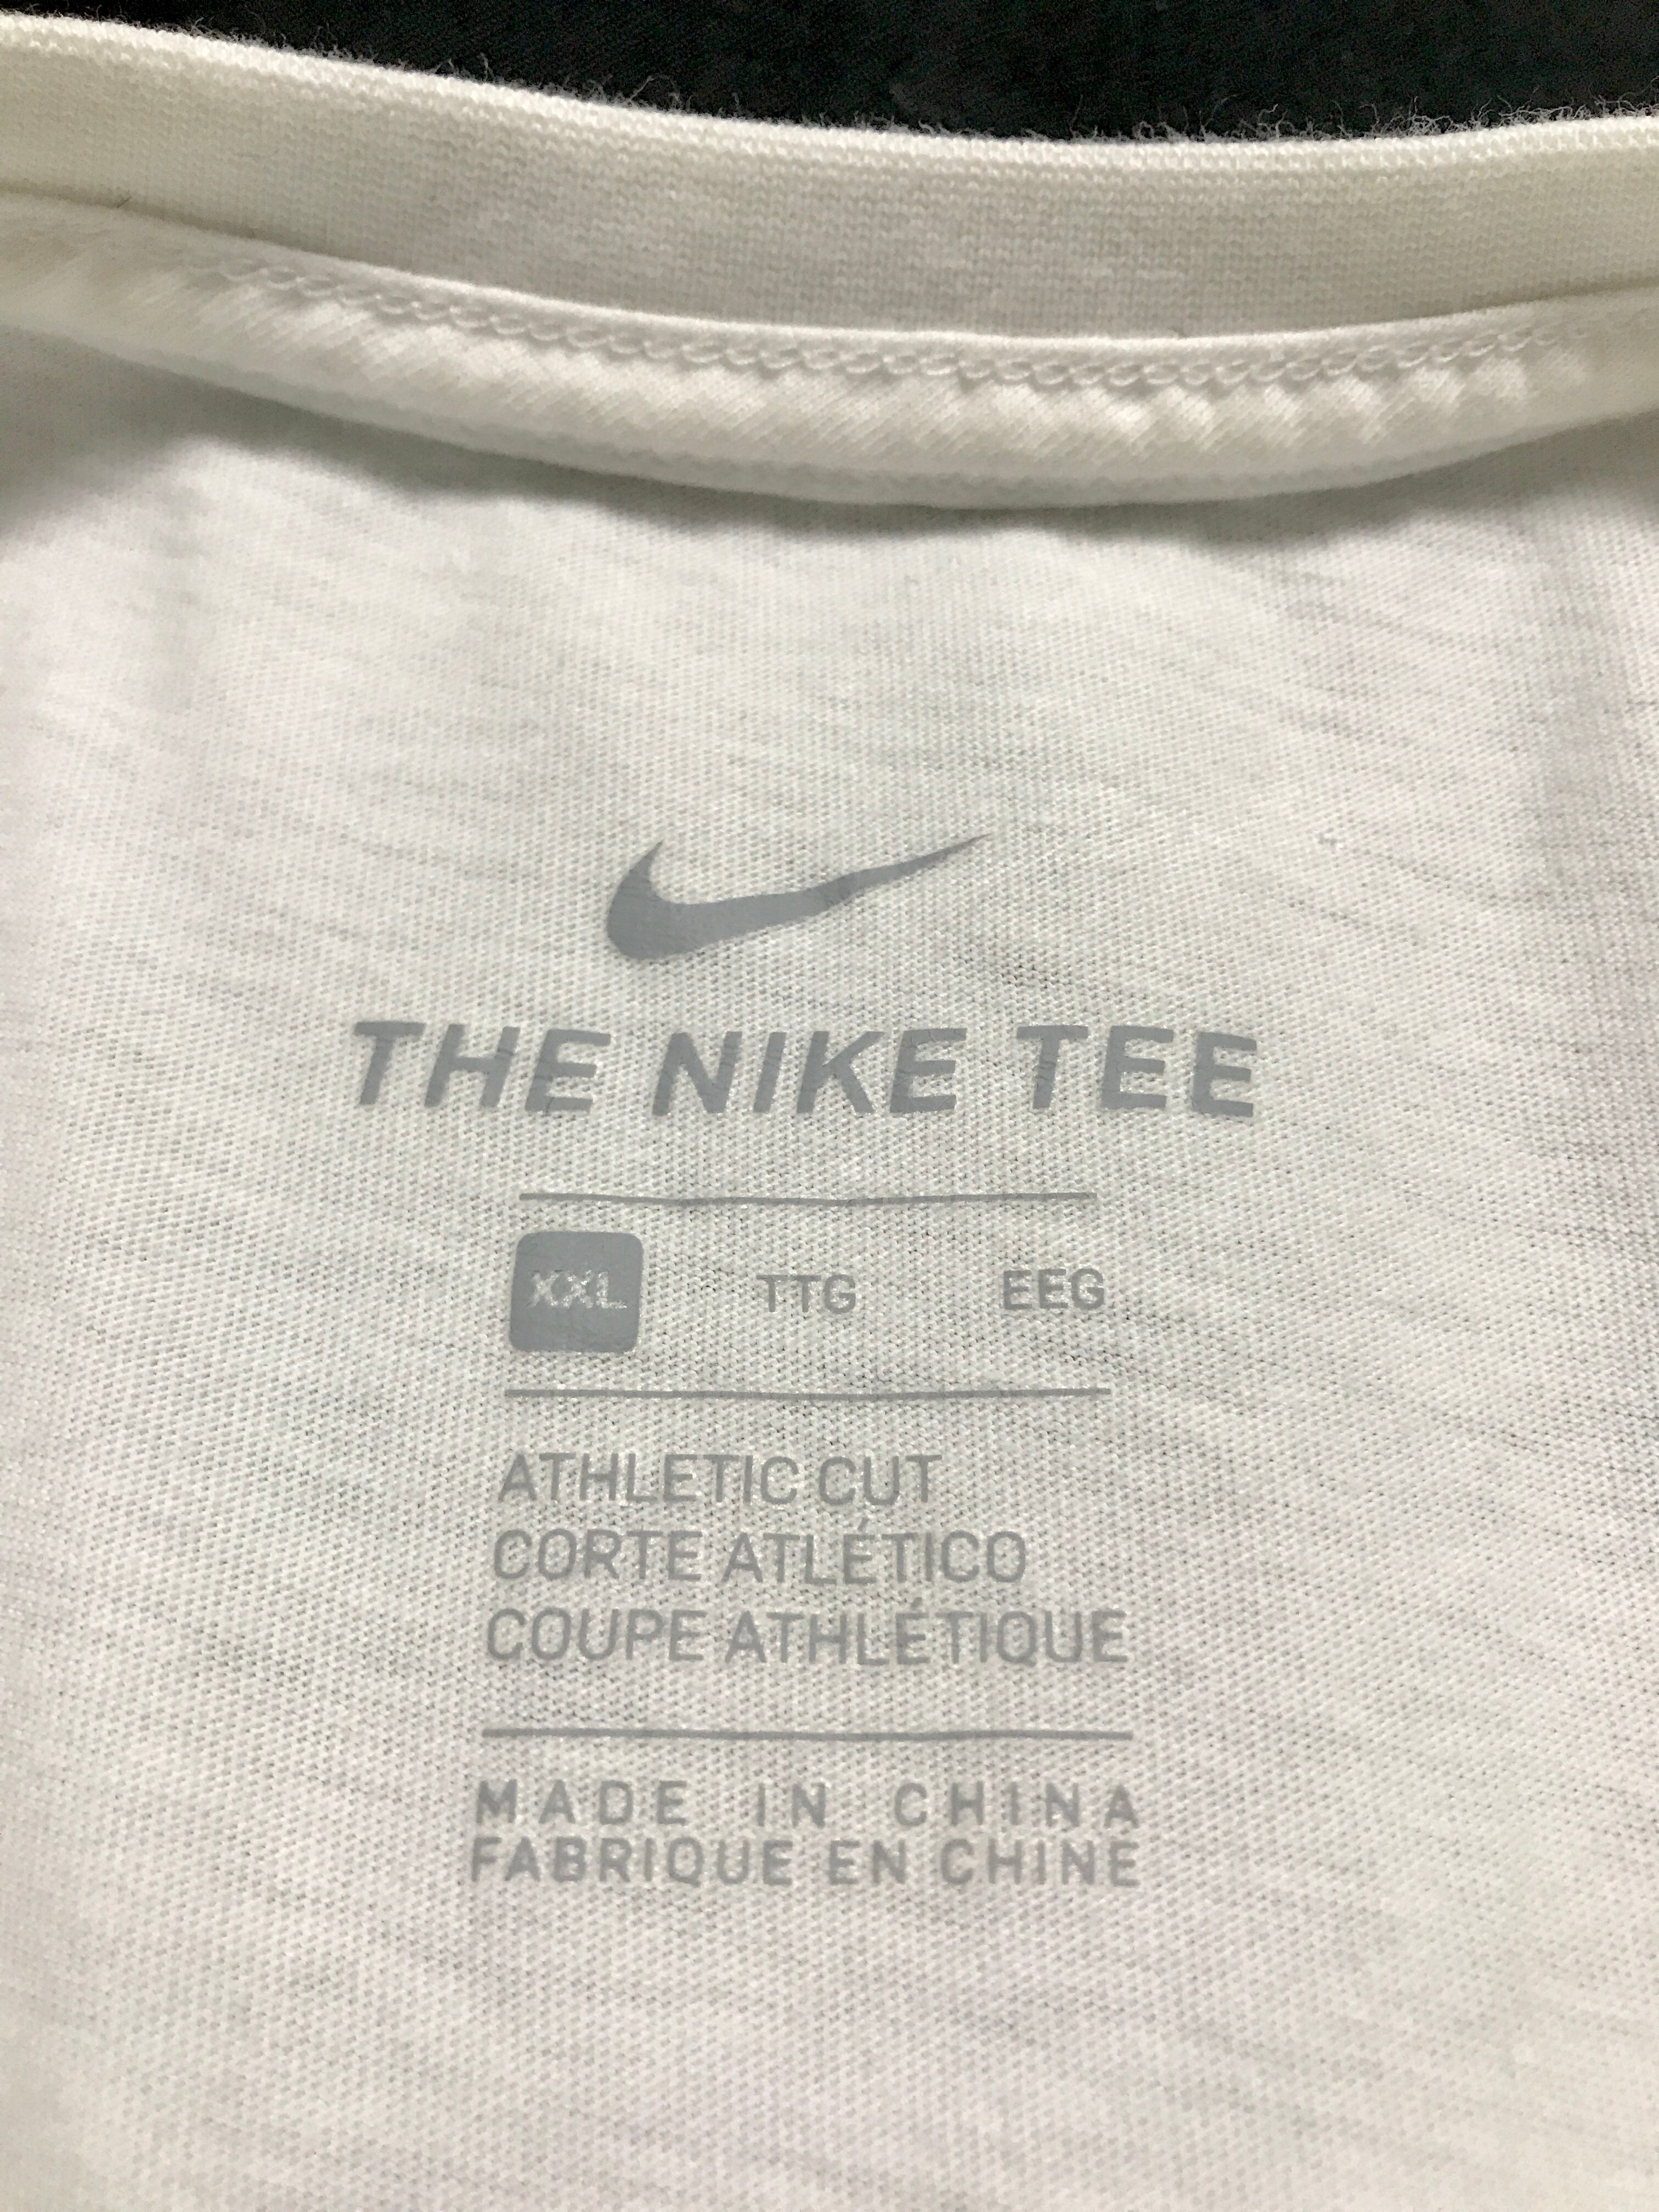 THE NIKE TEE
XXL TTG EEG
ATHLETIC CUT
CORTE ATLÉTICO
COUPE ATHLÉTIQUE
MADE IN CHINA
FABRIQUE EN CHINE